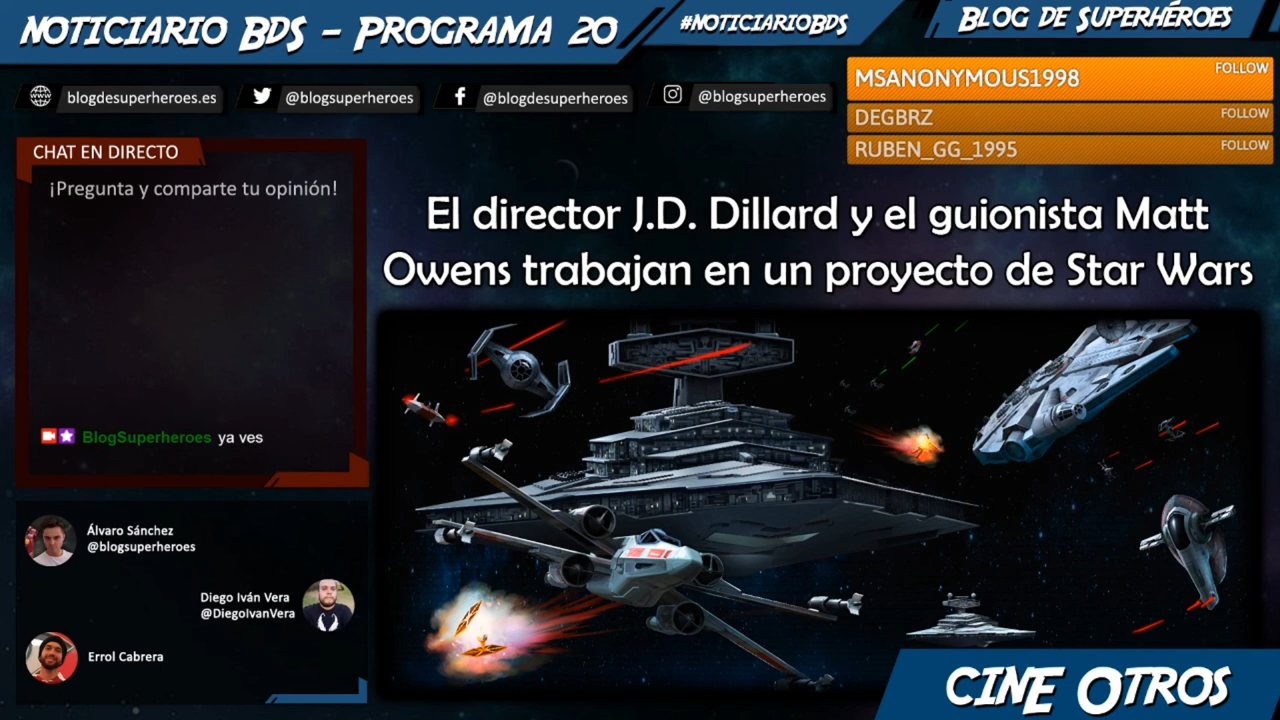 NOTICIARIO BDS - PROGRAMA 20
#NOTICIARIOBDS
BLOG DE SUPERHÉROES
blogdesuperheroes.es
@blogsuperheroes
@blogdesuperheroes
@blogsuperheroes
MSANONYMOUS1998 FOLLOW
DEGBRZ FOLLOW
RUBEN_GG_1995 FOLLOW
CHAT EN DIRECTO
¡Pregunta y comparte tu opinión!
BlogSuperheroes ya ves
El director J.D. Dillard y el guionista Matt
Owens trabajan en un proyecto de Star Wars
Álvaro Sánchez
@blogsuperheroes
Diego Iván Vera
@DiegoIvanVera
Errol Cabrera
CINE OTROS